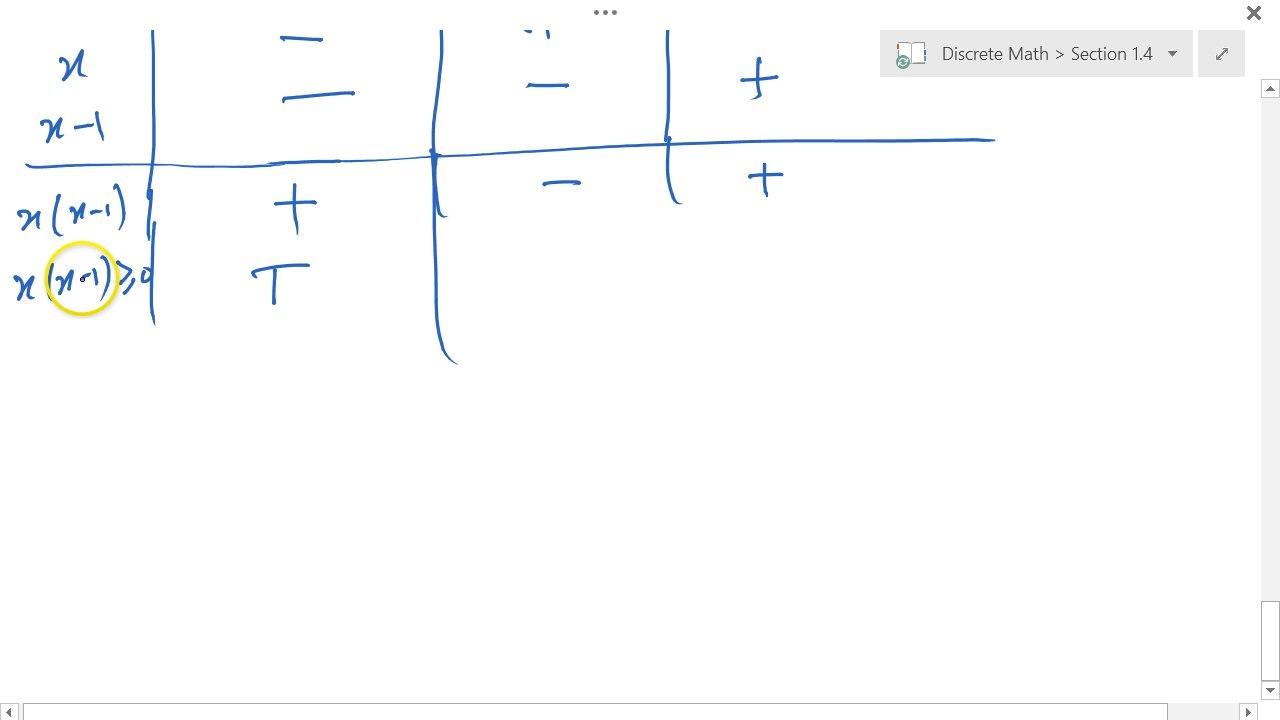 Discrete Math > Section 1.4
x − + 
x-1 − − +
x(x-1) + − +
x(x-1) ≥ 0 T